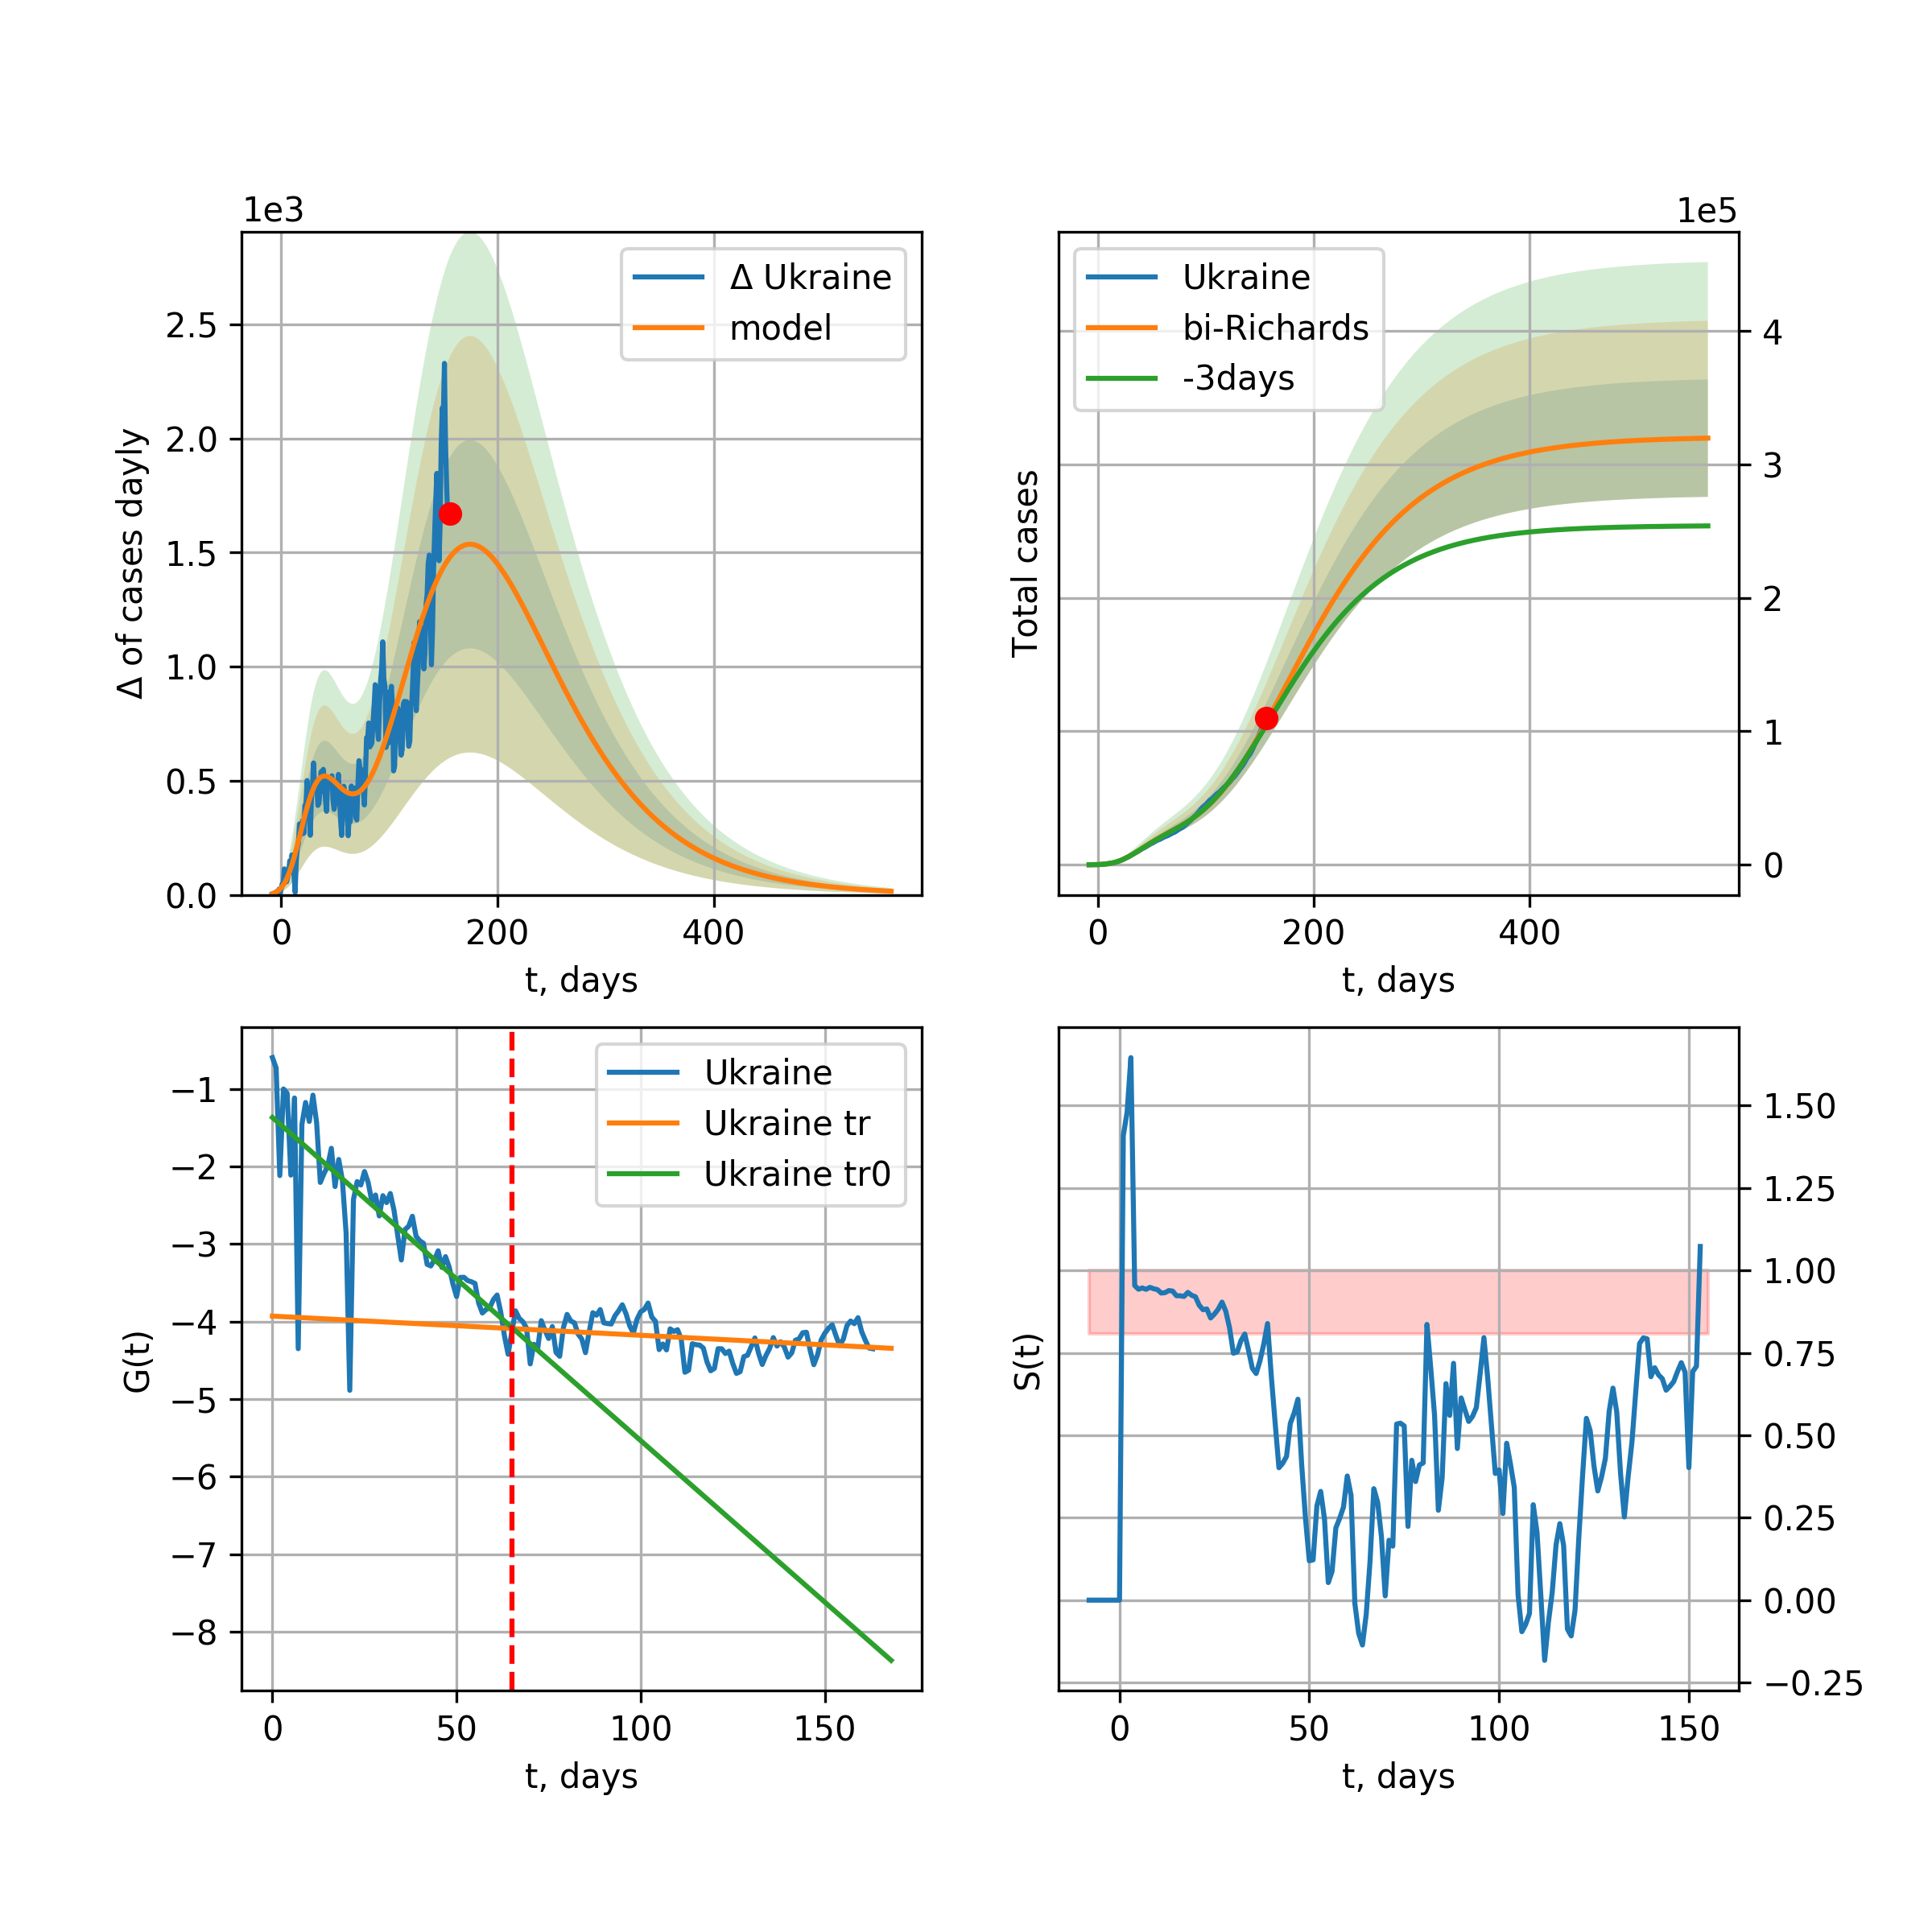 1e3
Δ of cases dayly
2.5
2.0
1.5
1.0
0.5
0.0
0 200 400
t, days
Δ Ukraine
model
1e5
Total cases
Ukraine
bi-Richards
-3days
4
3
2
1
0
0 200 400
t, days
G(t)
−1
−2
−3
−4
−5
−6
−7
−8
0 50 100 150
t, days
Ukraine
Ukraine tr
Ukraine tr0
S(t)
1.50
1.25
1.00
0.75
0.50
0.25
0.00
−0.25
0 50 100 150
t, days